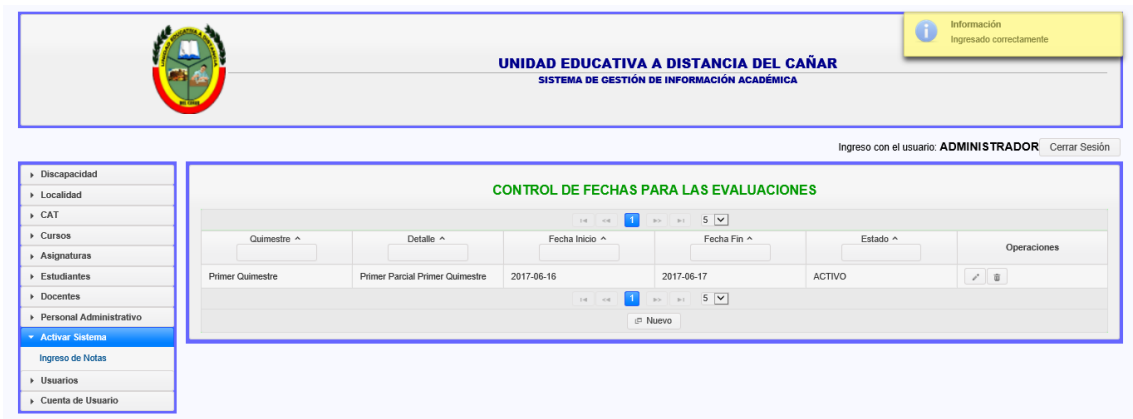 Información
Ingresado correctamente
UNIDAD EDUCATIVA A DISTANCIA DEL CAÑAR
SISTEMA DE GESTIÓN DE INFORMACIÓN ACADÉMICA
Ingreso con el usuario: ADMINISTRADOR Cerrar Sesión
Discapacidad
Localidad
CAT
Cursos
Asignaturas
Estudiantes
Docentes
Personal Administrativo
Activar Sistema
Ingreso de Notas
Usuarios
Cuenta de Usuario
CONTROL DE FECHAS PARA LAS EVALUACIONES
1 5
Quimestre Detalle Fecha Inicio Fecha Fin Estado Operaciones
Primer Quimestre Primer Parcial Primer Quimestre 2017-06-16 2017-06-17 ACTIVO
1 5
Nuevo